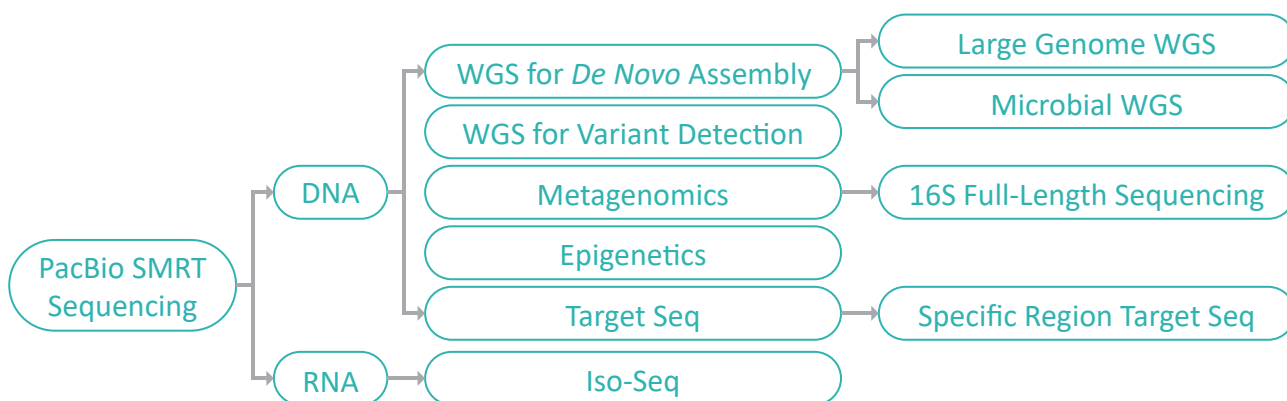 Large Genome WGS
WGS for De Novo Assembly
Microbial WGS
WGS for Variant Detection
DNA
Metagenomics
16S Full-Length Sequencing
PacBio SMRT
Sequencing
Epigenetics
Target Seq
Specific Region Target Seq
RNA
Iso-Seq